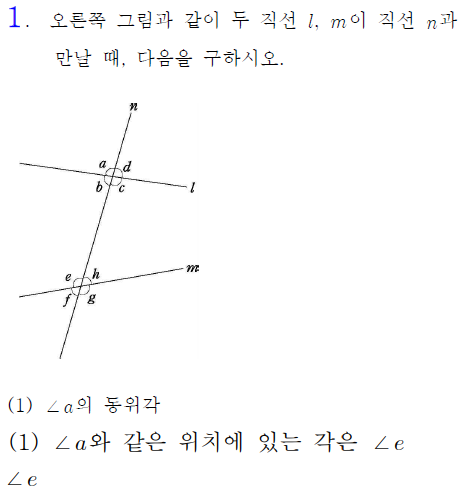 1. 오른쪽 그림과 같이 두 직선 l, m이 직선 n과
만날 때, 다음을 구하시오.
n
a d
b c
l
e h
m
f g
(1) ∠a의 동위각
(1) ∠a와 같은 위치에 있는 각은 ∠e
∠e